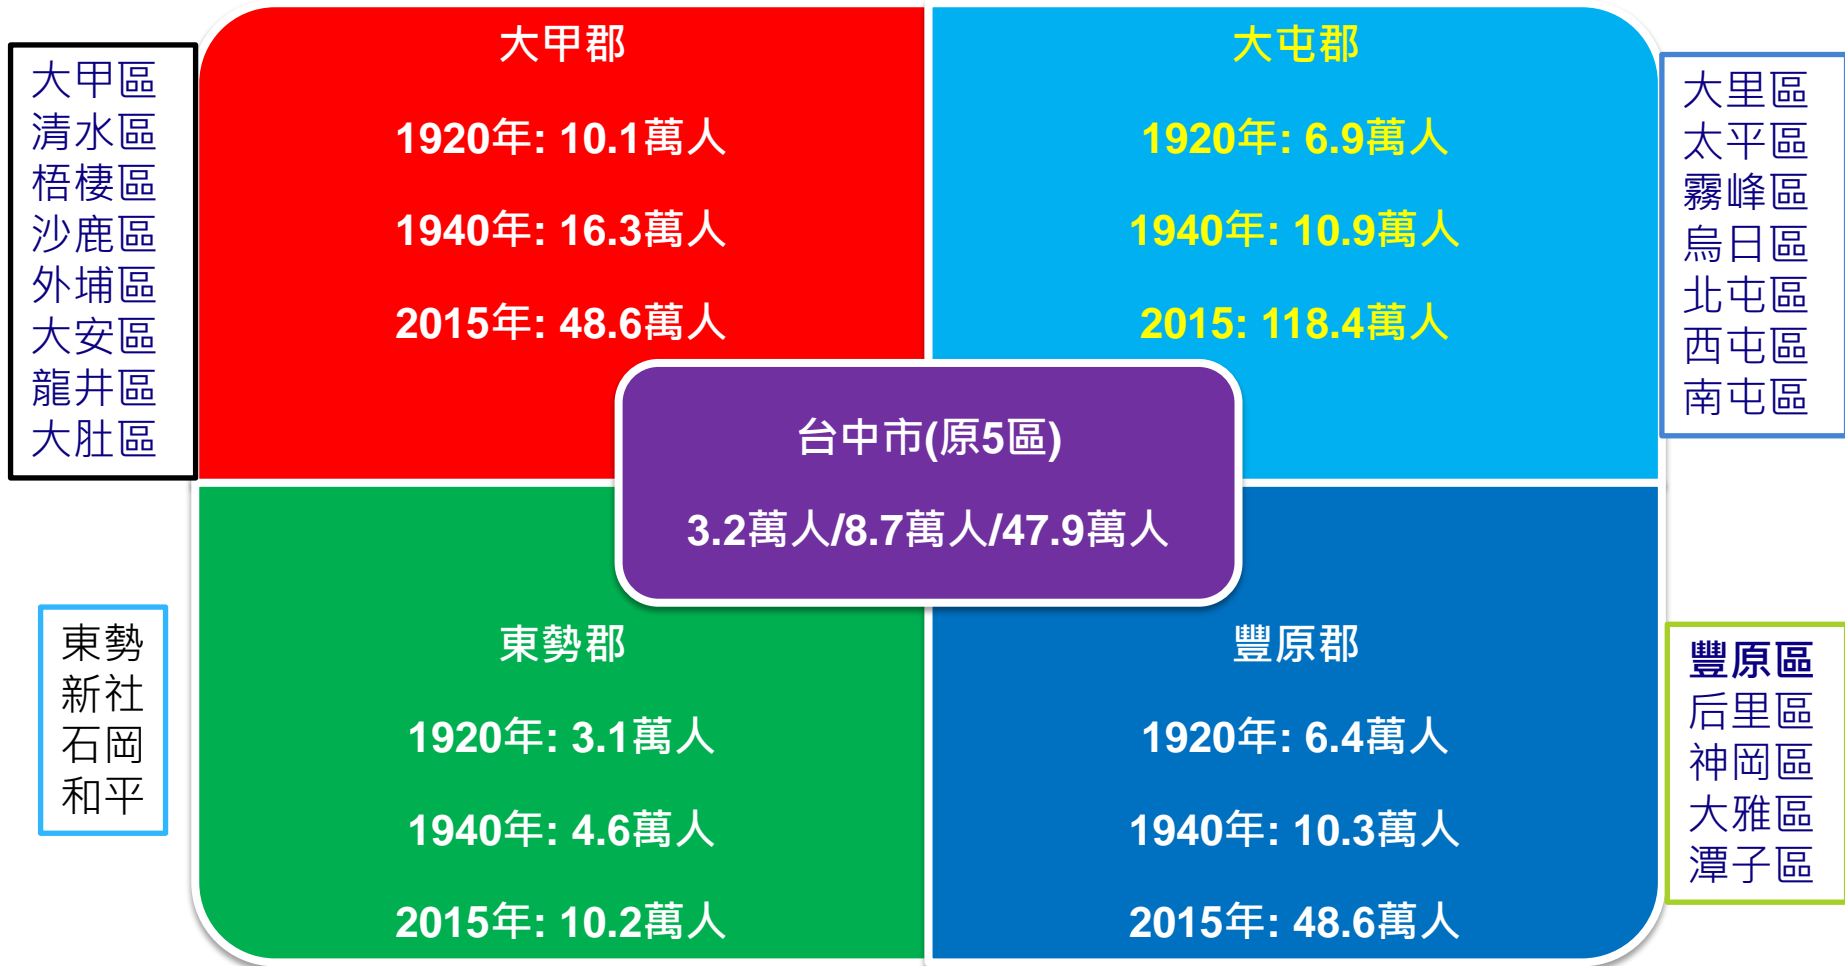 大甲區
清水區
梧棲區
沙鹿區
外埔區
大安區
龍井區
大肚區
大甲郡
1920年: 10.1萬人
1940年: 16.3萬人
2015年: 48.6萬人
大屯郡
1920年: 6.9萬人
1940年: 10.9萬人
2015: 118.4萬人
大里區
太平區
霧峰區
烏日區
北屯區
西屯區
南屯區
台中市(原5區)
3.2萬人/8.7萬人/47.9萬人
東勢
新社
石岡
和平
東勢郡
1920年: 3.1萬人
1940年: 4.6萬人
2015年: 10.2萬人
豐原郡
1920年: 6.4萬人
1940年: 10.3萬人
2015年: 48.6萬人
豐原區
后里區
神岡區
大雅區
潭子區